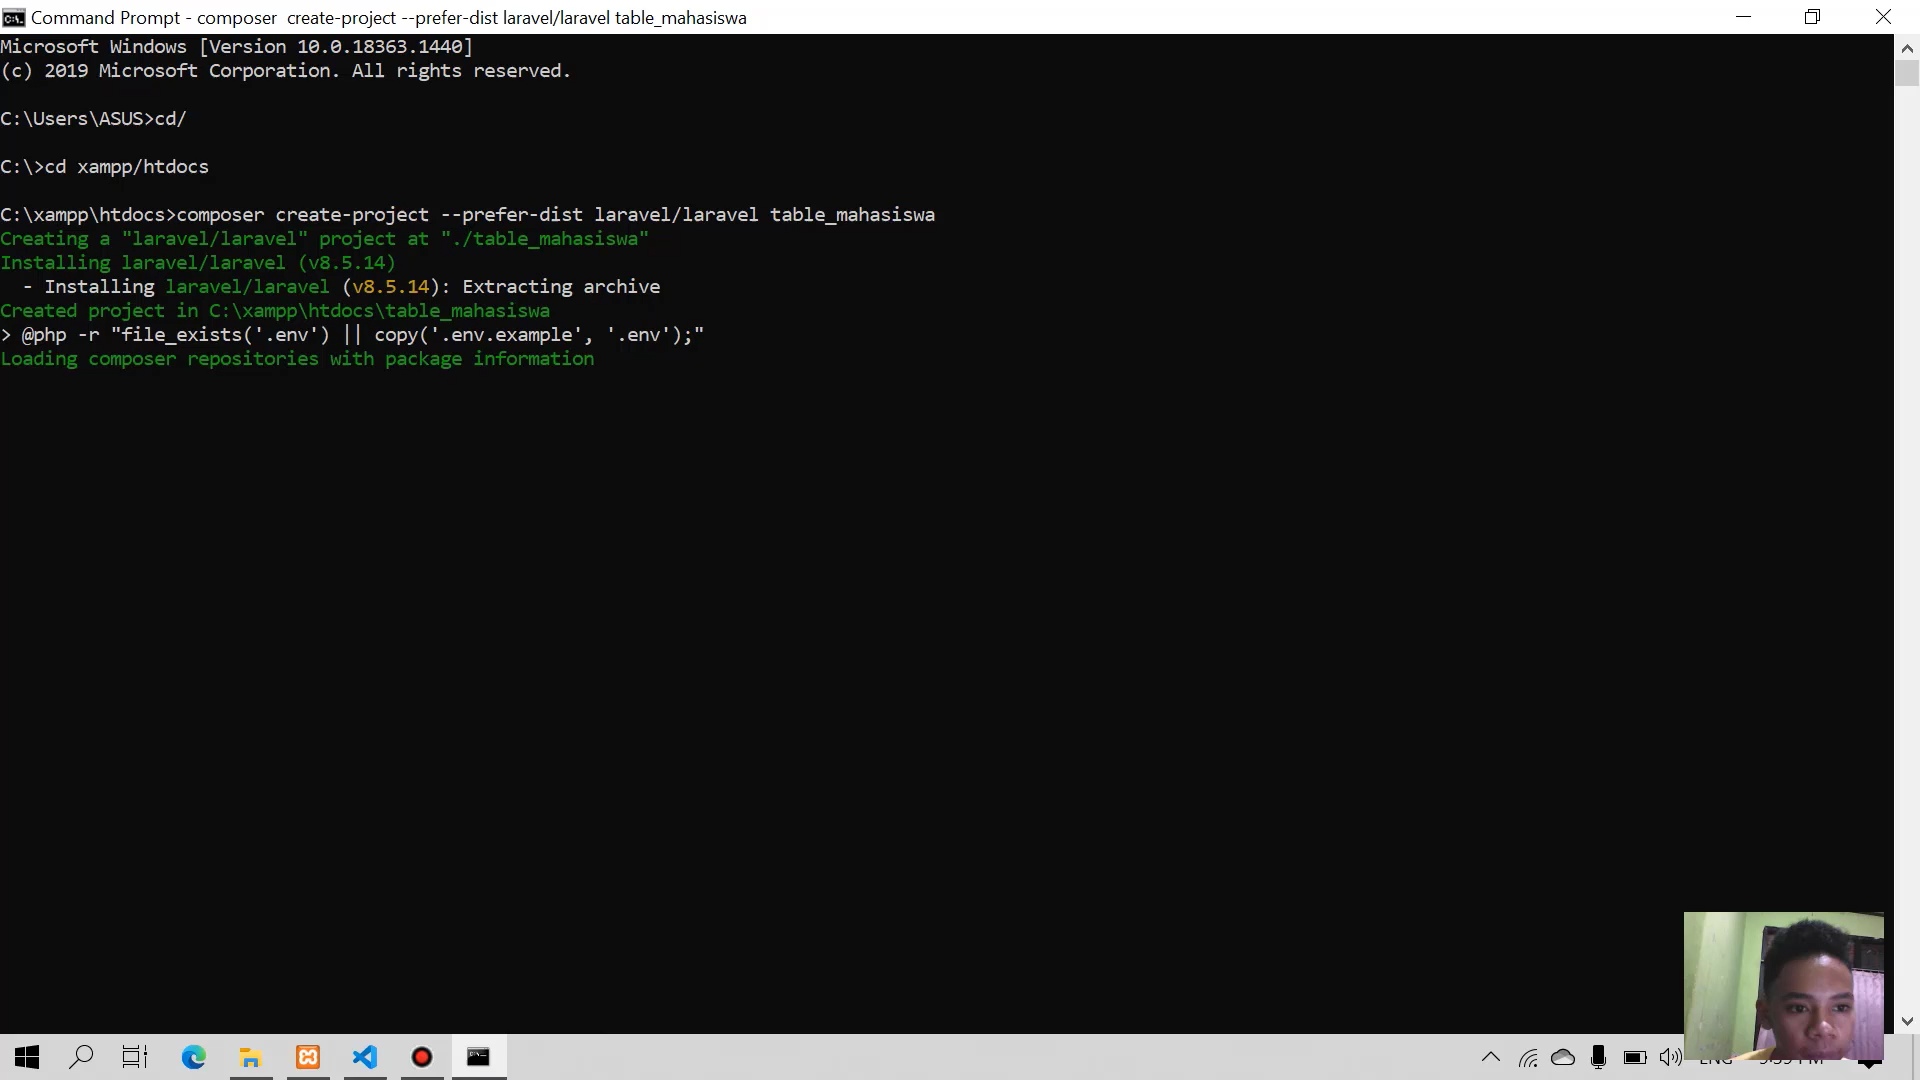 Command Prompt - composer  create-project --prefer-dist laravel/laravel table_mahasiswa
Microsoft Windows [Version 10.0.18363.1440]
(c) 2019 Microsoft Corporation. All rights reserved.
C:\Users\ASUS>cd/
C:\>cd xampp/htdocs
C:\xampp\htdocs>composer create-project --prefer-dist laravel/laravel table_mahasiswa
Creating a "laravel/laravel" project at "./table_mahasiswa"
Installing laravel/laravel (v8.5.14)
  - Installing laravel/laravel (v8.5.14): Extracting archive
Created project in C:\xampp\htdocs\table_mahasiswa
> @php -r "file_exists('.env') || copy('.env.example', '.env');"
Loading composer repositories with package information